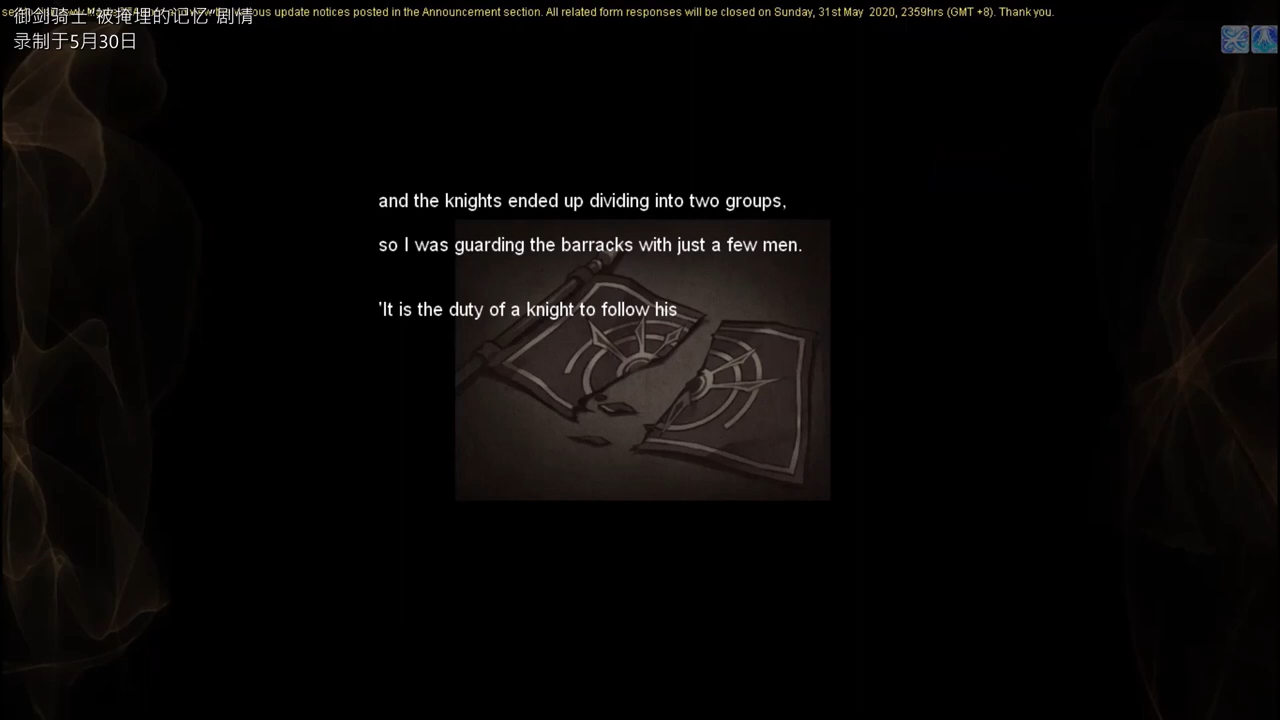 御剑骑士"被掩埋的记忆"剧情
ous update notices posted in the Announcement section. All related form responses will be closed on Sunday, 31st May 2020, 2359hrs (GMT +8). Thank you.
录制于5月30日
and the knights ended up dividing into two groups,
so I was guarding the barracks with just a few men.
'It is the duty of a knight to follow his